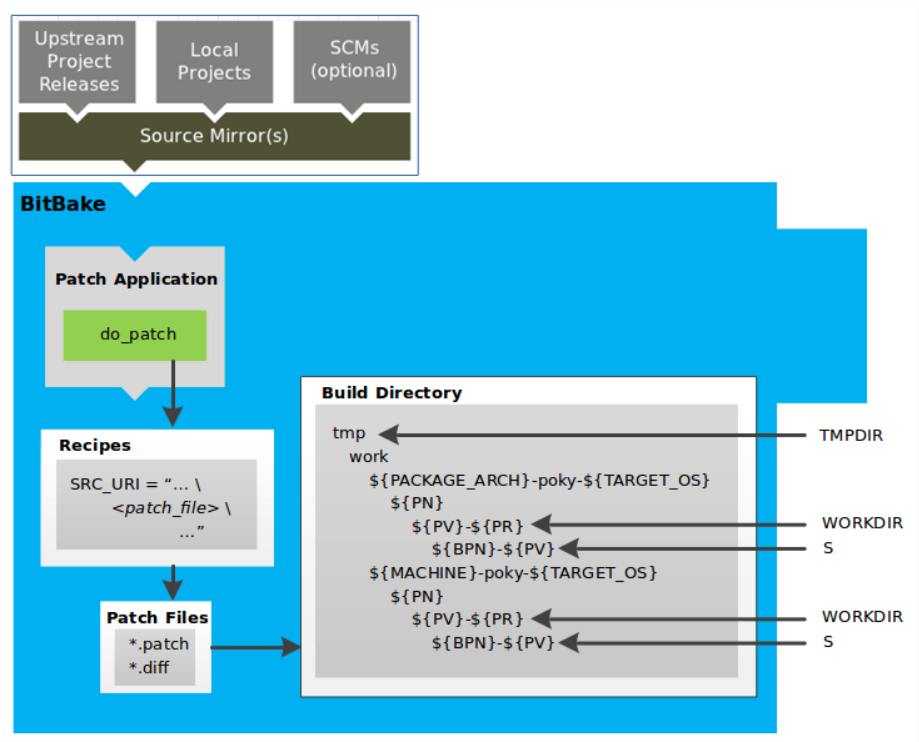 Upstream
Project
Releases
Local
Projects
SCMs
(optional)
Source Mirror(s)
BitBake
Patch Application
do_patch
Recipes
SRC_URI = “... \
<patch_file> \
...”
Patch Files
*.patch
*.diff
Build Directory
tmp
TMPDIR
work
${PACKAGE_ARCH}-poky-${TARGET_OS}
${PN}
${PV}-${PR}
WORKDIR
${BPN}-${PV}
S
${MACHINE}-poky-${TARGET_OS}
${PN}
${PV}-${PR}
WORKDIR
${BPN}-${PV}
S